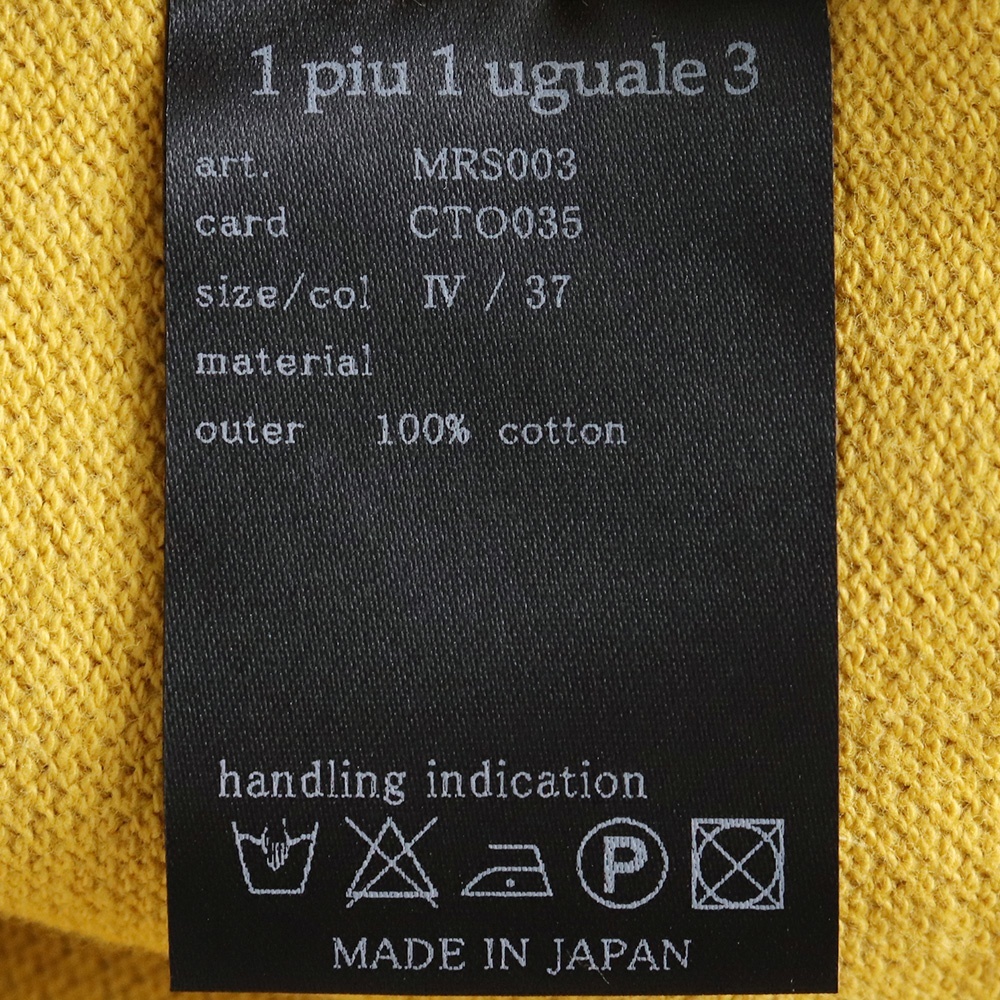 1 piu 1 uguale 3
art. MRS003
card CTO035
size/col Ⅳ / 37
material
outer 100% cotton
handling indication
P
MADE IN JAPAN